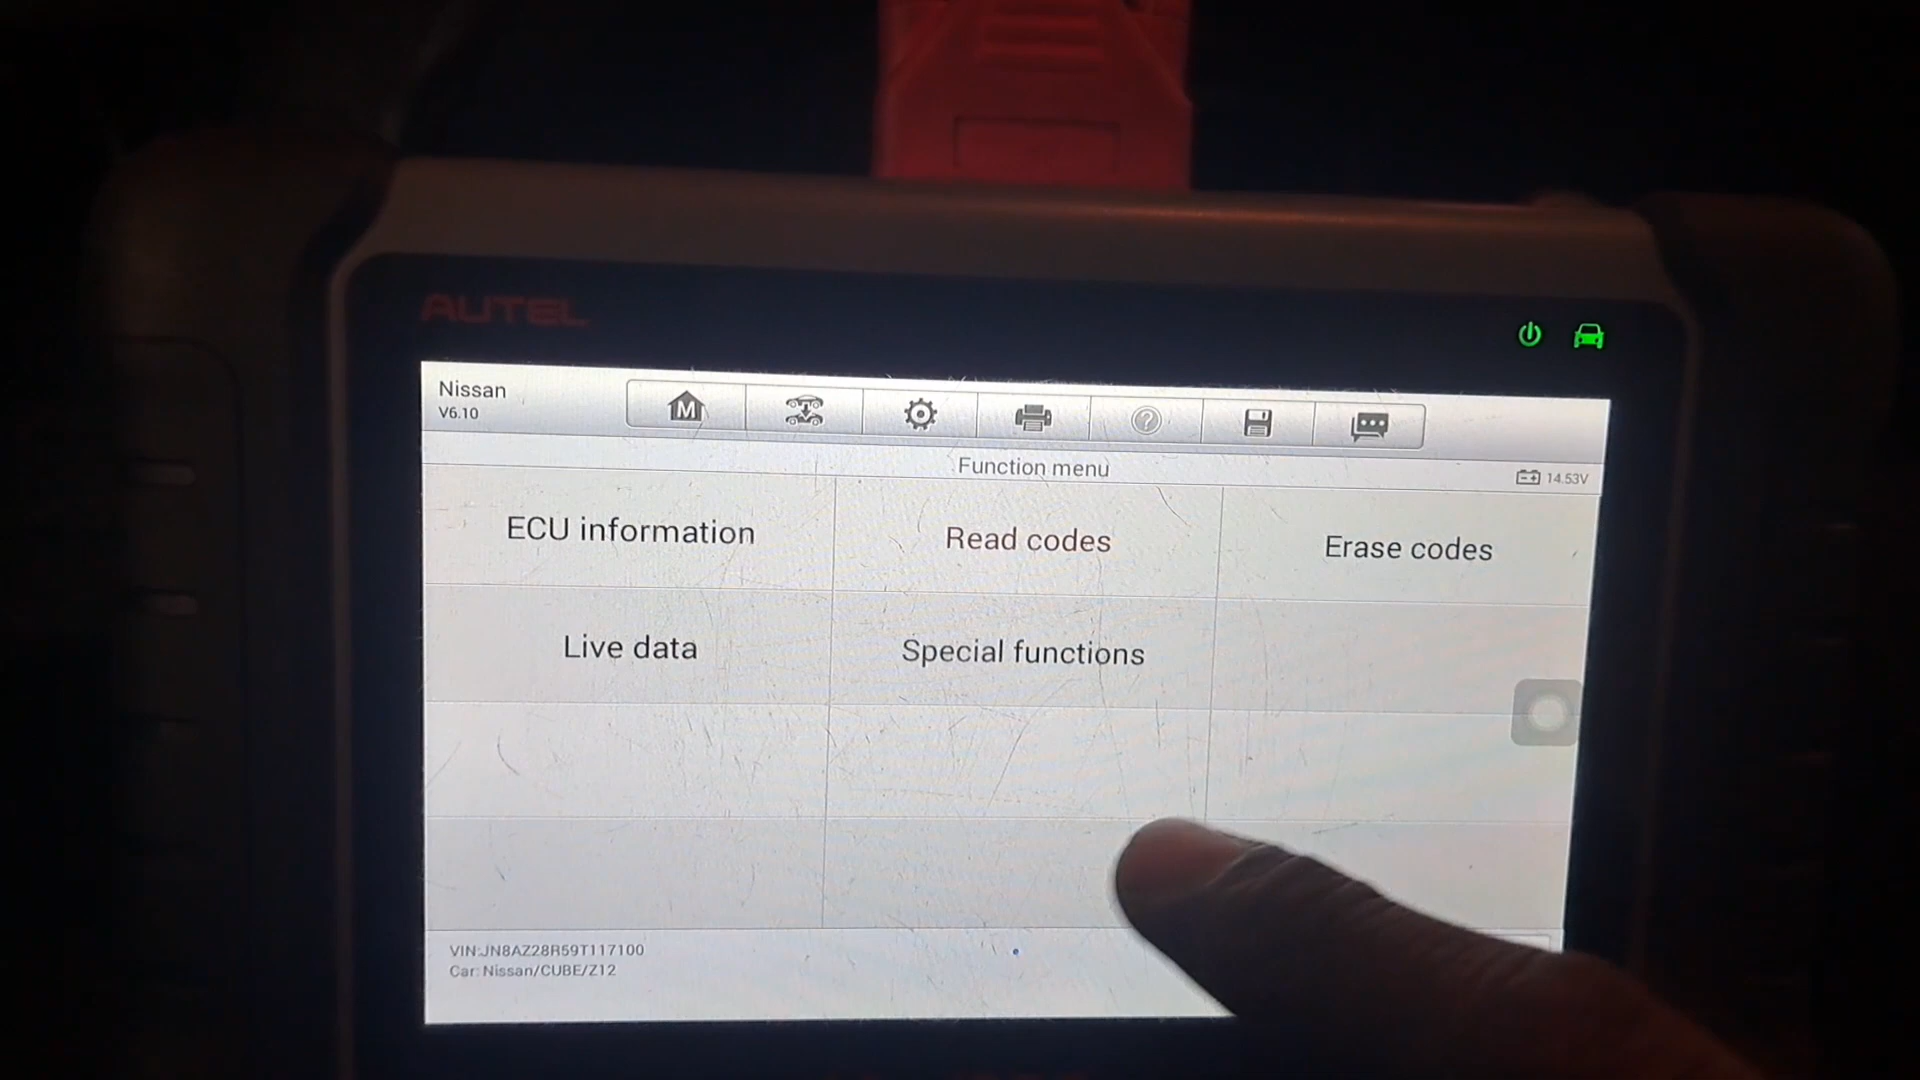 AUTEL
Nissan
V6.10
M
Function menu
14.53V
ECU information
Read codes
Erase codes
Live data
Special functions
VIN:JN8AZ28R59T117100
Car: Nissan/CUBE/Z12